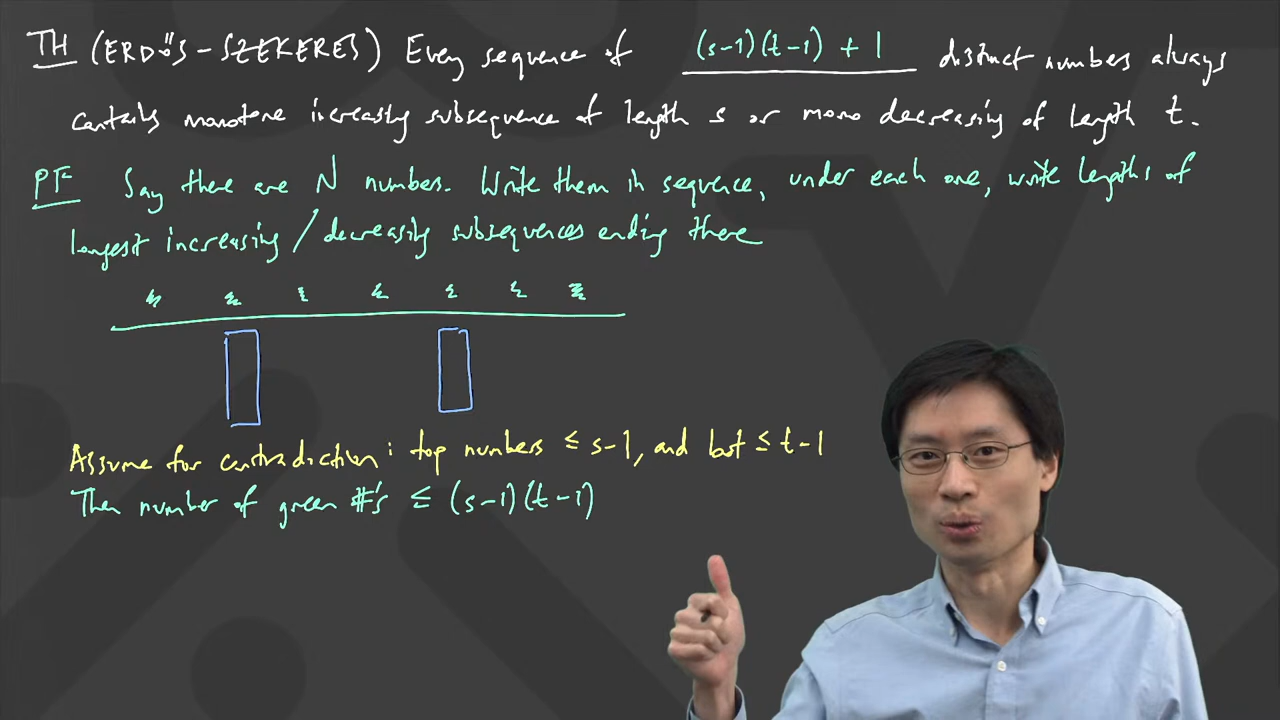 TH (ERDŐS-SZEKERES) Every sequence of (s-1)(t-1) + 1 distinct numbers always
contains monotone increasing subsequence of length s or mono decreasing of length t.
PF Say there are N numbers. Write them in sequence, under each one, write lengths of
longest increasing / decreasing subsequences ending there
Assume for contradiction: top numbers ≤ s-1, and bot ≤ t-1
Then number of green #'s ≤ (s-1)(t-1)